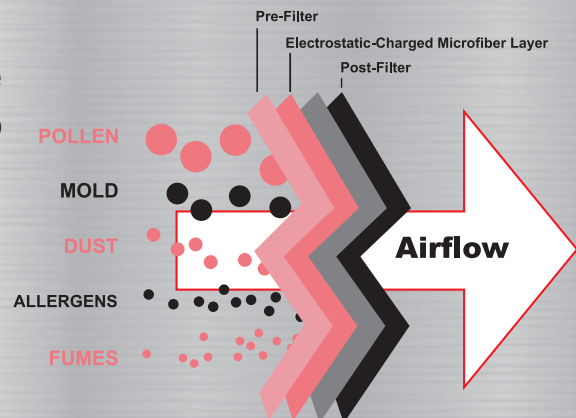 Pre-Filter
Electrostatic-Charged Microfiber Layer
Post-Filter
POLLEN
MOLD
DUST
ALLERGENS
FUMES
Airflow